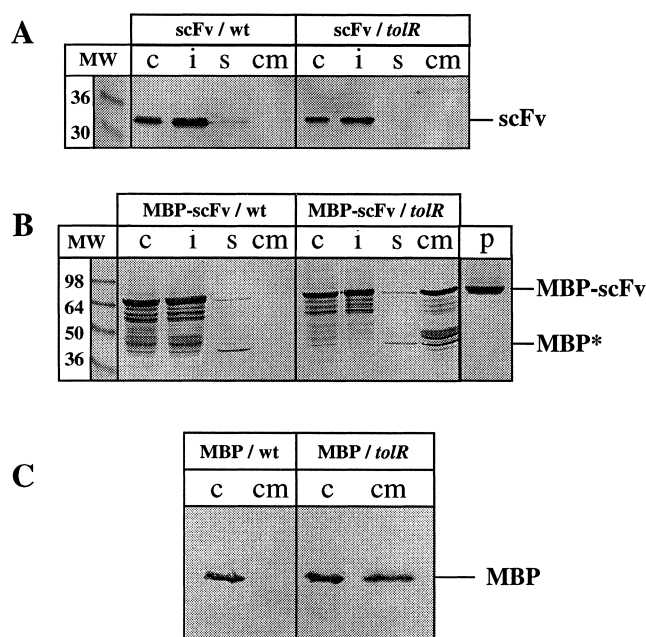 A
scFv / wt scFv / tolR
MW c i s cm c i s cm
36
30
scFv
B
MBP-scFv / wt MBP-scFv / tolR
MW c i s cm c i s cm p
98
64
50
36
MBP-scFv
MBP*
C
MBP / wt MBP / tolR
c cm c cm
MBP